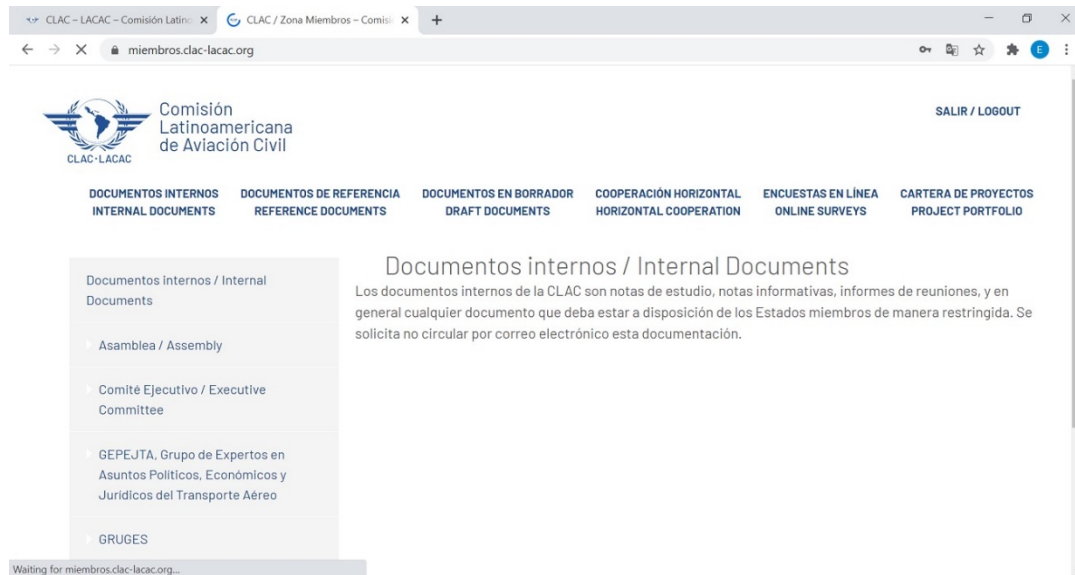 CLAC – LACAC – Comisión Latino
CLAC / Zona Miembros – Comisi
miembros.clac-lacac.org
E
Comisión
Latinoamericana
de Aviación Civil
CLAC-LACAC
SALIR / LOGOUT
DOCUMENTOS INTERNOS
INTERNAL DOCUMENTS
DOCUMENTOS DE REFERENCIA
REFERENCE DOCUMENTS
DOCUMENTOS EN BORRADOR
DRAFT DOCUMENTS
COOPERACIÓN HORIZONTAL
HORIZONTAL COOPERATION
ENCUESTAS EN LÍNEA
ONLINE SURVEYS
CARTERA DE PROYECTOS
PROJECT PORTFOLIO
Documentos internos / Internal
Documents
Asamblea / Assembly
Comité Ejecutivo / Executive
Committee
GEPEJTA, Grupo de Expertos en
Asuntos Políticos, Económicos y
Jurídicos del Transporte Aéreo
GRUGES
Documentos internos / Internal Documents
Los documentos internos de la CLAC son notas de estudio, notas informativas, informes de reuniones, y en
general cualquier documento que deba estar a disposición de los Estados miembros de manera restringida. Se
solicita no circular por correo electrónico esta documentación.
Waiting for miembros.clac-lacac.org...